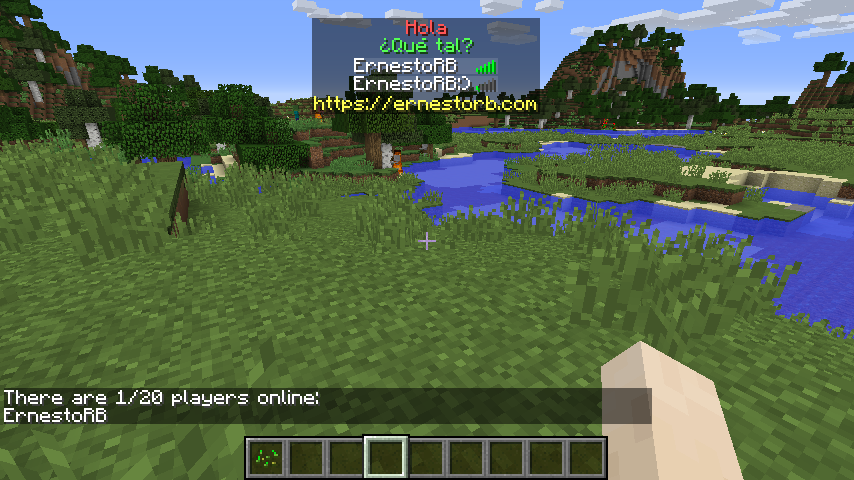 Hola
¿Qué tal?
ErnestoRB
ErnestoRB:)
https://ernestorb.com
There are 1/20 players online:
ErnestoRB